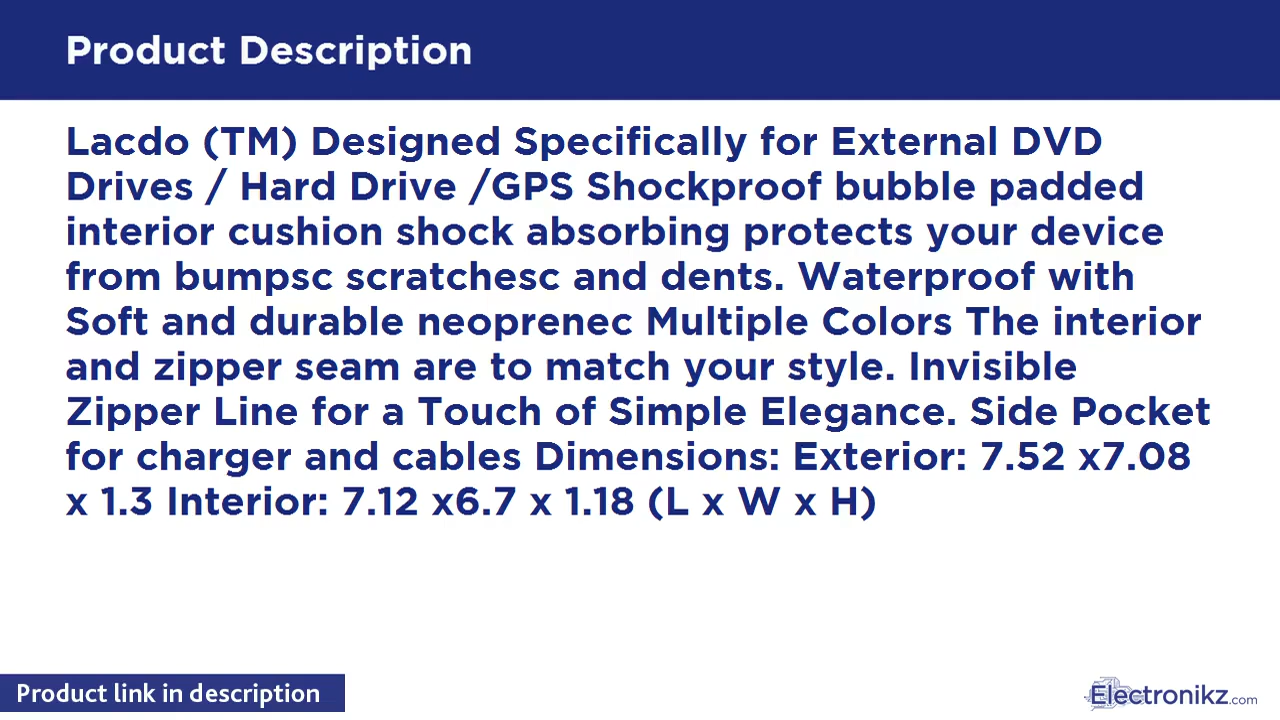 Product Description
Lacdo (TM) Designed Specifically for External DVD
Drives / Hard Drive /GPS Shockproof bubble padded
interior cushion shock absorbing protects your device
from bumpsc scratchesc and dents. Waterproof with
Soft and durable neoprenec Multiple Colors The interior
and zipper seam are to match your style. Invisible
Zipper Line for a Touch of Simple Elegance. Side Pocket
for charger and cables Dimensions: Exterior: 7.52 x7.08
x 1.3 Interior: 7.12 x6.7 x 1.18 (L x W x H)
Product link in description
Electronikz.com